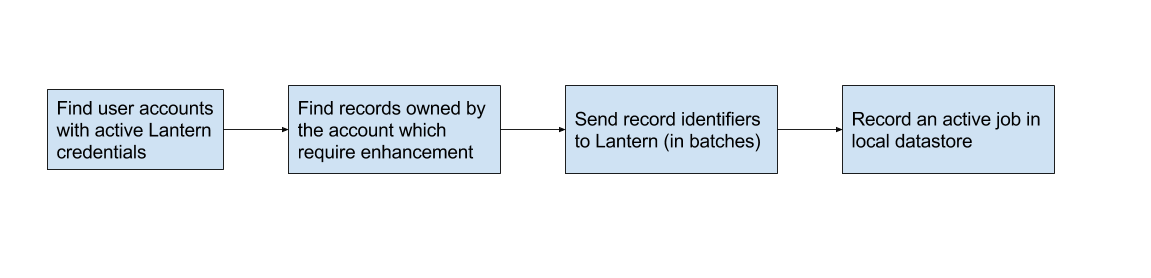 Find user accounts
with active Lantern
credentials
Find records owned by
the account which
require enhancement
Send record identifiers
to Lantern (in batches)
Record an active job in
local datastore